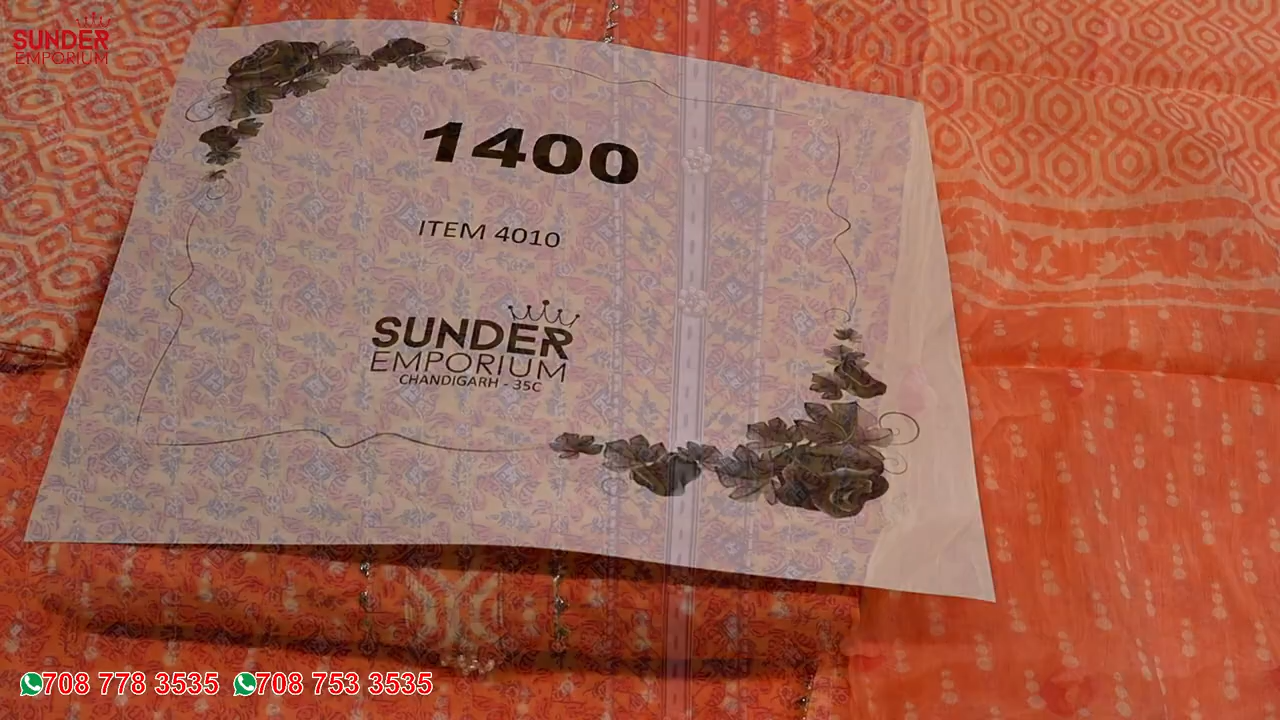 SUNDER
EMPORIUM
1400
ITEM 4010
SUNDER
EMPORIUM
CHANDIGARH - 35C
708 778 3535 708 753 3535